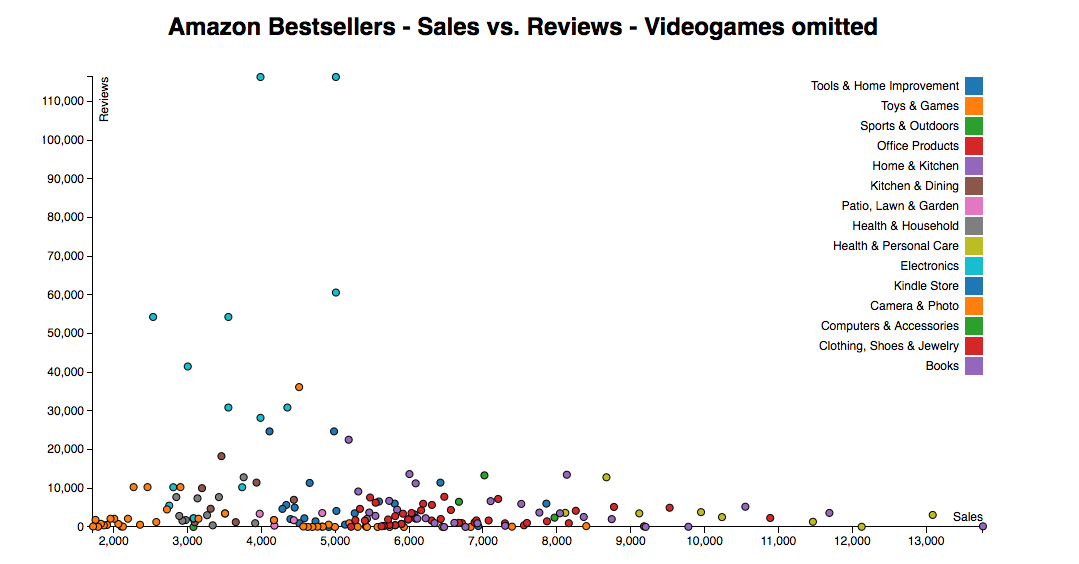 Amazon Bestsellers - Sales vs. Reviews - Videogames omitted
Reviews
110,000
100,000
90,000
80,000
70,000
60,000
50,000
40,000
30,000
20,000
10,000
0
Tools & Home Improvement
Toys & Games
Sports & Outdoors
Office Products
Home & Kitchen
Kitchen & Dining
Patio, Lawn & Garden
Health & Household
Health & Personal Care
Electronics
Kindle Store
Camera & Photo
Computers & Accessories
Clothing, Shoes & Jewelry
Books
Sales
2,000 3,000 4,000 5,000 6,000 7,000 8,000 9,000 10,000 11,000 12,000 13,000